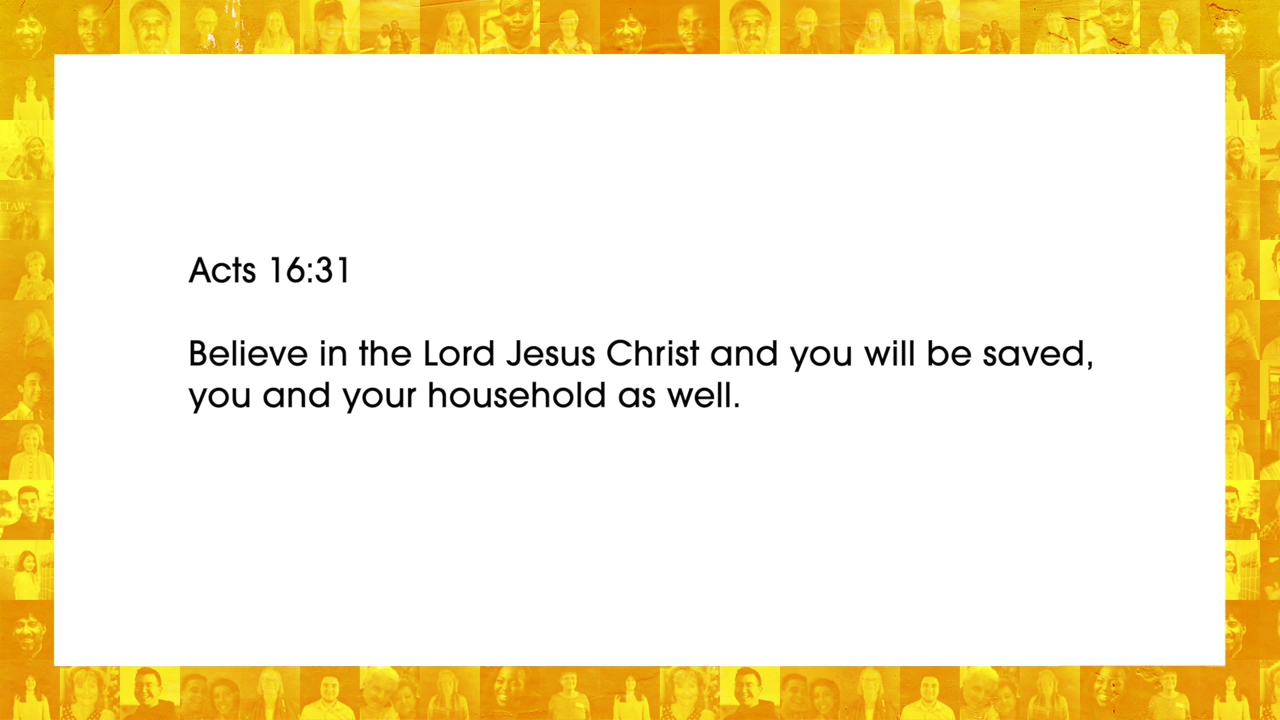 Acts 16:31
Believe in the Lord Jesus Christ and you will be saved,
you and your household as well.